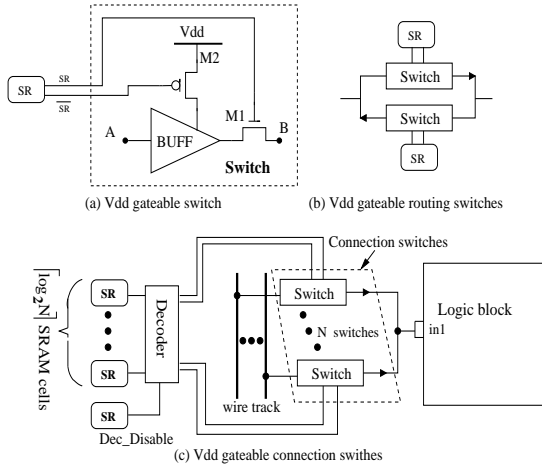 Vdd
M2
SR
SR
SR
M1
A
BUFF
B
Switch
(a) Vdd gateable switch
SR
Switch
Switch
SR
(b) Vdd gateable routing switches
Connection switches
⌈log₂N⌉ SRAM cells
SR
SR
SR
Dec_Disable
Decoder
wire track
Switch
N switches
Switch
in1
Logic block
(c) Vdd gateable connection swithes